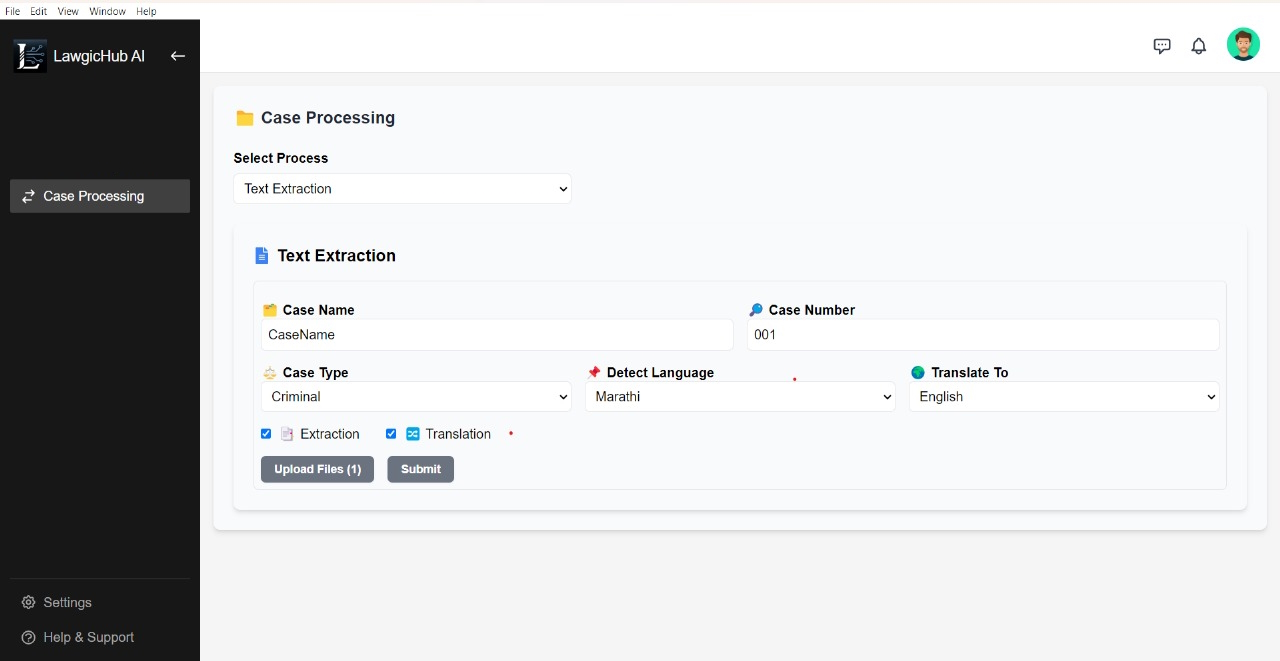 File Edit View Window Help
LawgicHub AI
Case Processing
Settings
Help & Support
Case Processing
Select Process
Text Extraction
Text Extraction
Case Name Case Number
CaseName 001
Case Type Detect Language Translate To
Criminal Marathi English
Extraction Translation
Upload Files (1) Submit